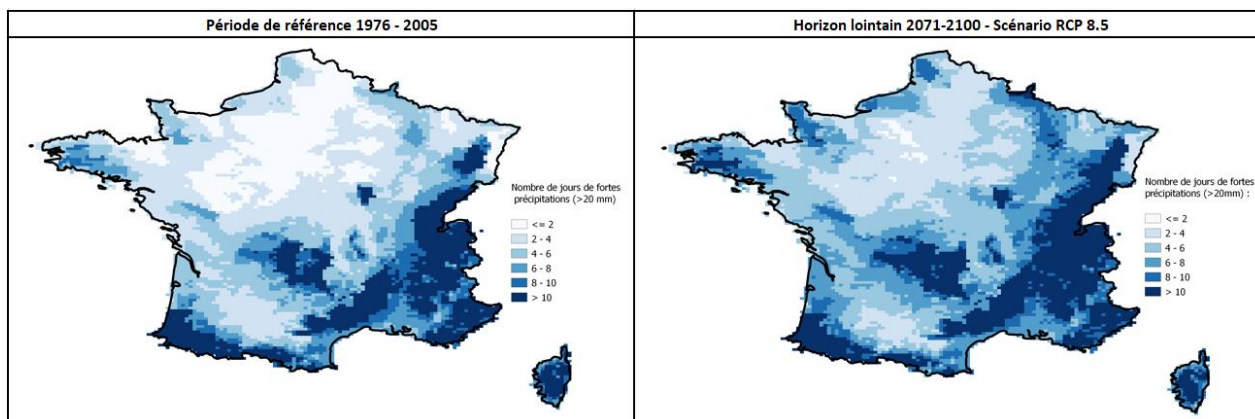 Période de référence 1976 - 2005
Horizon lointain 2071-2100 - Scénario RCP 8.5
Nombre de jours de fortes
précipitations (>20 mm)
<= 2
2 - 4
4 - 6
6 - 8
8 - 10
> 10
Nombre de jours de fortes
précipitations (>20mm) :
<= 2
2 - 4
4 - 6
6 - 8
8 - 10
> 10